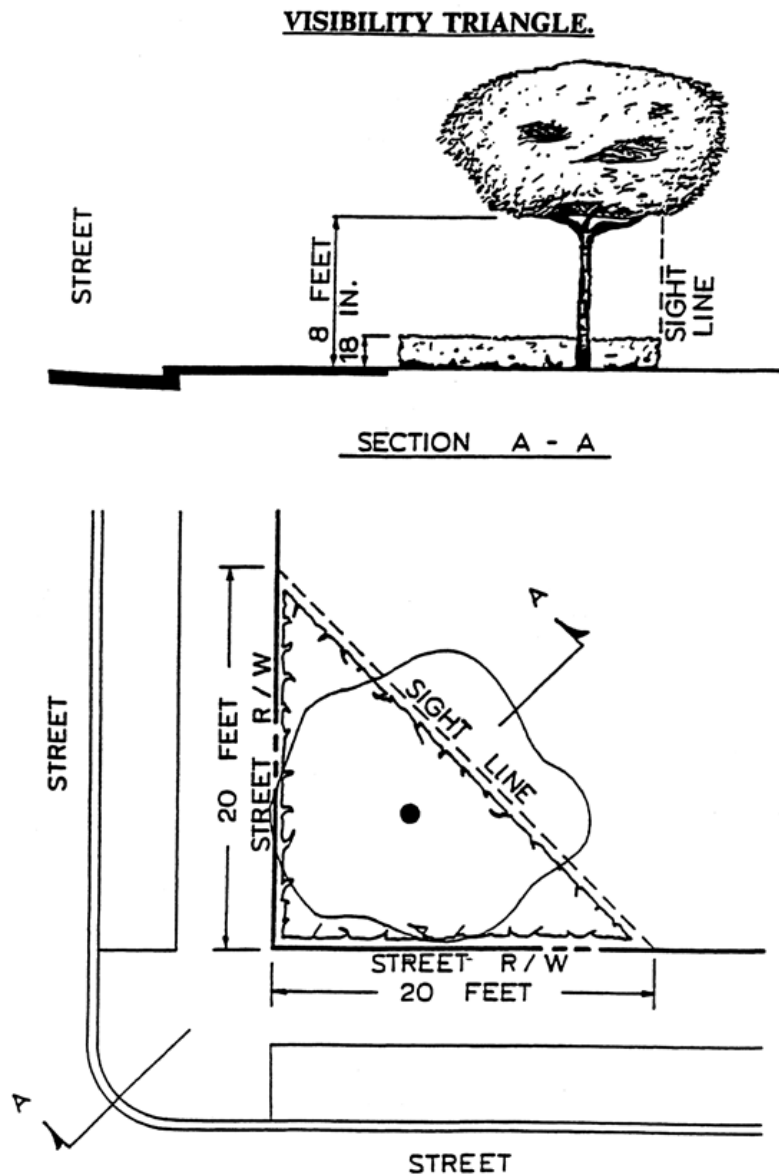 VISIBILITY TRIANGLE.
STREET
8 FEET
18 IN.
SIGHT
LINE
SECTION A - A
A
STREET
20 FEET
STREET R/W
SIGHT LINE
STREET R/W
20 FEET
A
STREET